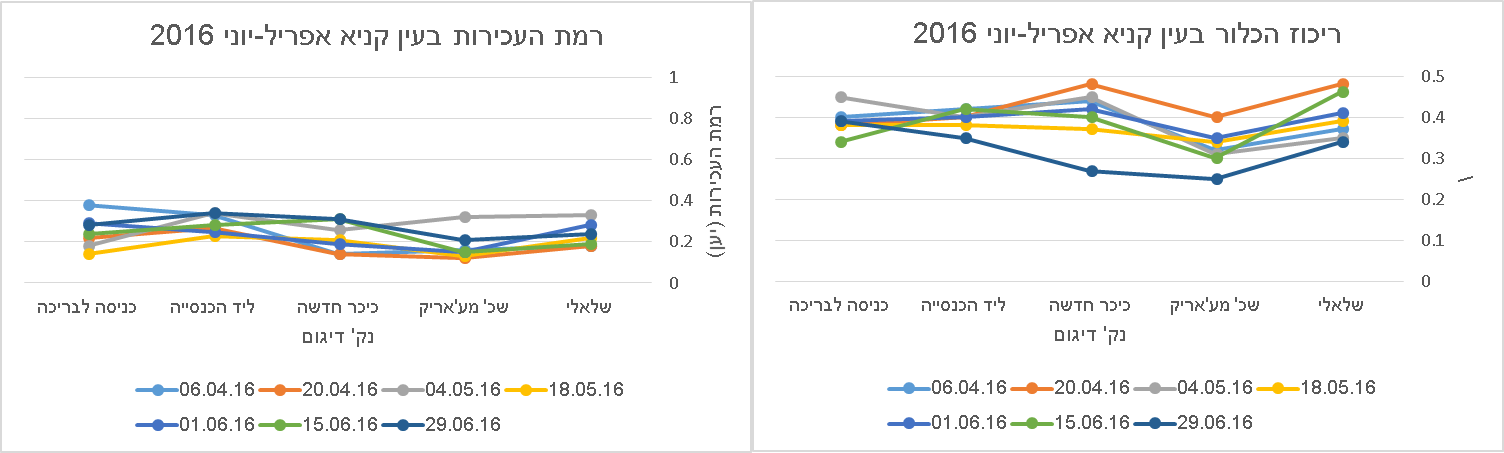 רמת העכירות בעין קניא אפריל-יוני 2016
1
0.8
0.6
0.4
0.2
0
רמת העכירות (יען)
כניסה לבריכה
ליד הכנסייה
כיכר חדשה
שכ' מע'אריק
שלאלי
נק' דיגום
06.04.16 20.04.16 04.05.16 18.05.16
01.06.16 15.06.16 29.06.16
ריכוז הכלור בעין קניא אפריל-יוני 2016
0.5
0.4
0.3
0.2
0.1
0
כניסה לבריכה
ליד הכנסייה
כיכר חדשה
שכ' מע'אריק
שלאלי
נק' דיגום
06.04.16 20.04.16 04.05.16 18.05.16
01.06.16 15.06.16 29.06.16